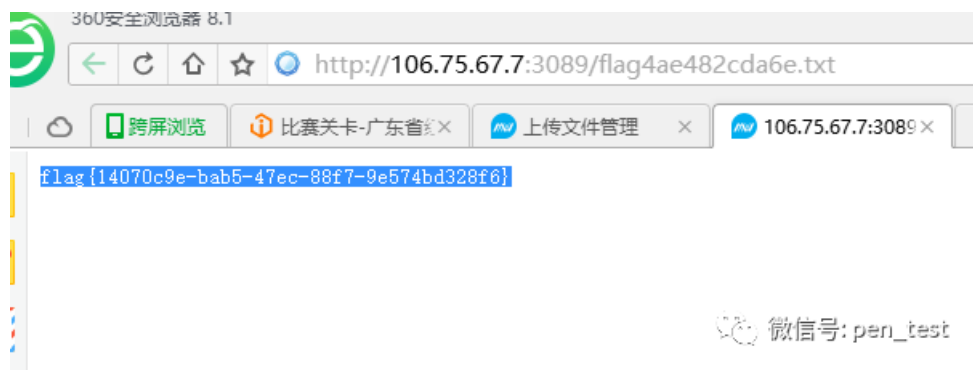 360安全浏览器 8.1
http://106.75.67.7:3089/flag4ae482cda6e.txt
跨屏浏览 比赛关卡-广东省 上传文件管理 106.75.67.7:3089
flag{14070c9e-bab5-47ec-88f7-9e574bd328f6}
微信号: pen_test